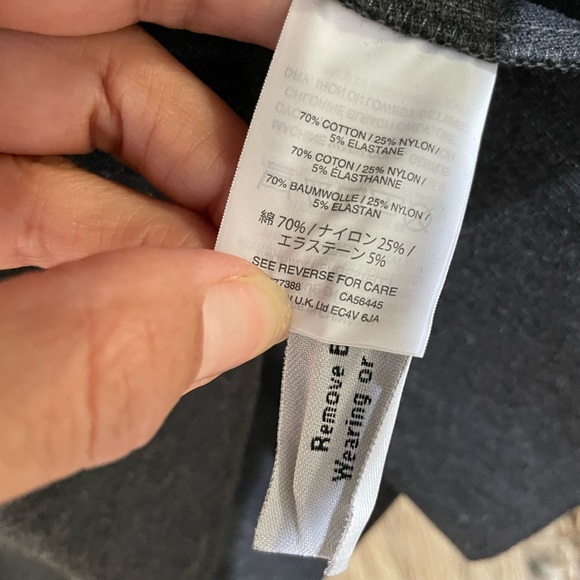 70% COTTON / 25% NYLON /
5% ELASTANE
70% COTON / 25% NYLON /
5% ELASTHANNE
70% BAUMWOLLE / 25% NYLON /
5% ELASTAN
綿 70% / ナイロン 25% /
エラステーン 5%
SEE REVERSE FOR CARE
77388 CA56445
U.K. Ltd EC4V 6JA
Remove
Wearing or